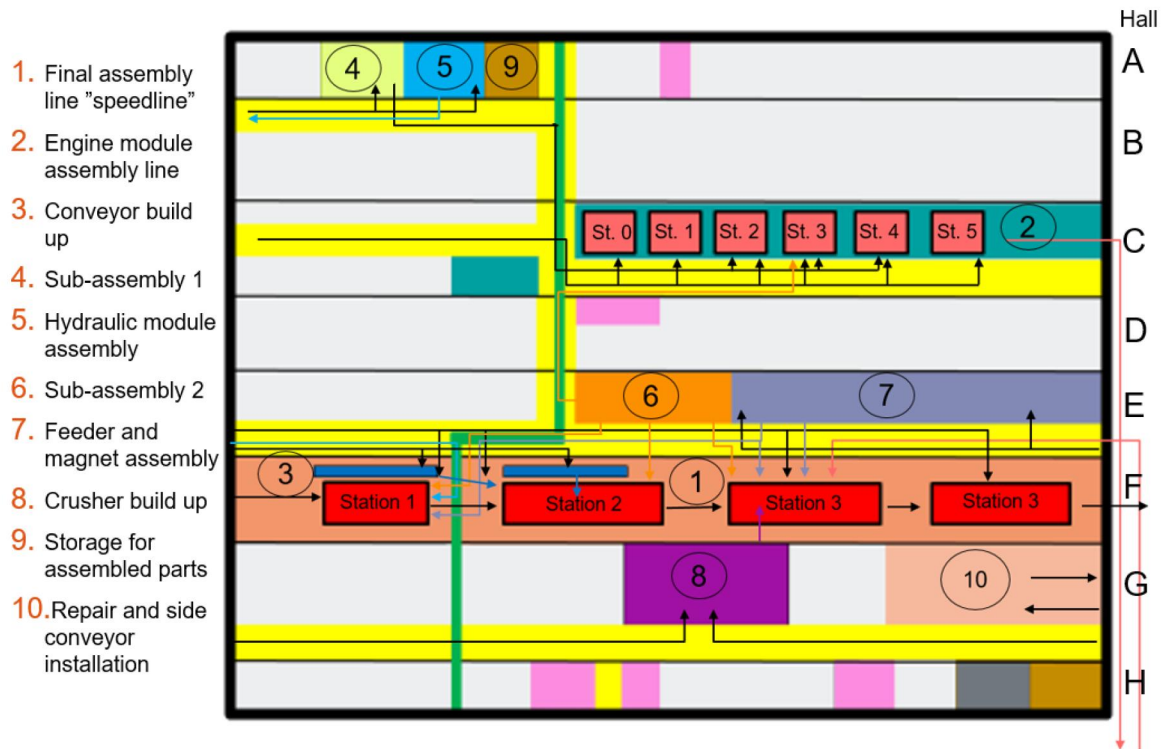 Hall
1. Final assembly
line ”speedline”
2. Engine module
assembly line
3. Conveyor build
up
4. Sub-assembly 1
5. Hydraulic module
assembly
6. Sub-assembly 2
7. Feeder and
magnet assembly
8. Crusher build up
9. Storage for
assembled parts
10. Repair and side
conveyor
installation
4 5 9 A
B
St. 0 St. 1 St. 2 St. 3 St. 4 St. 5 2 C
D
6 7 E
3 1 F
Station 1 Station 2 Station 3 Station 3
8 10 G
H